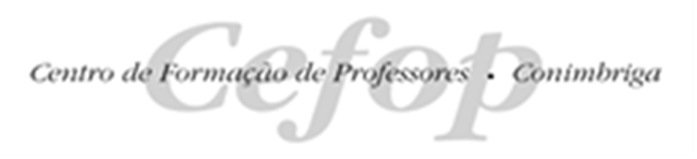 Cefop
Centro de Formação de Professores • Conimbriga